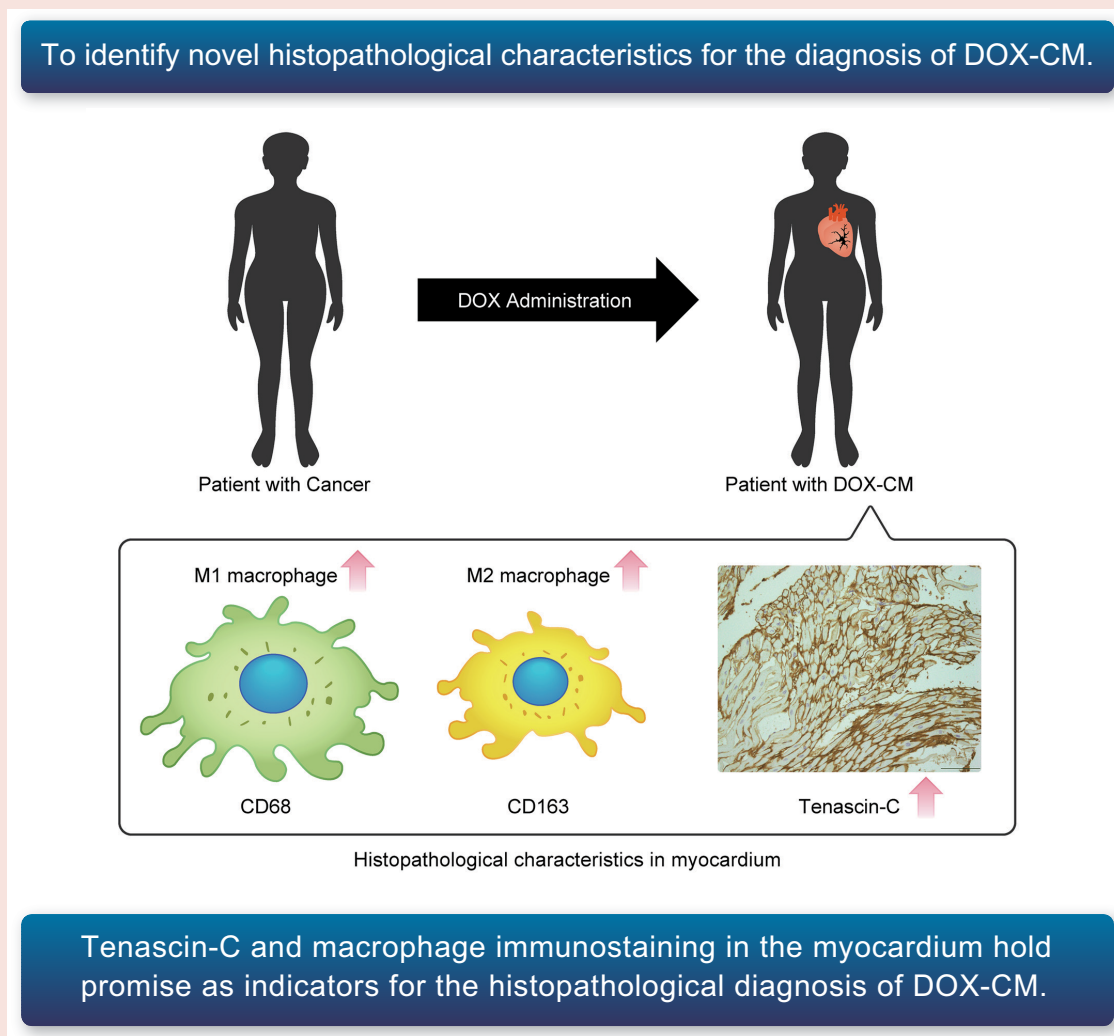 To identify novel histopathological characteristics for the diagnosis of DOX-CM.
DOX Administration
Patient with Cancer
Patient with DOX-CM
M1 macrophage
M2 macrophage
CD68
CD163
Tenascin-C
Histopathological characteristics in myocardium
Tenascin-C and macrophage immunostaining in the myocardium hold
promise as indicators for the histopathological diagnosis of DOX-CM.